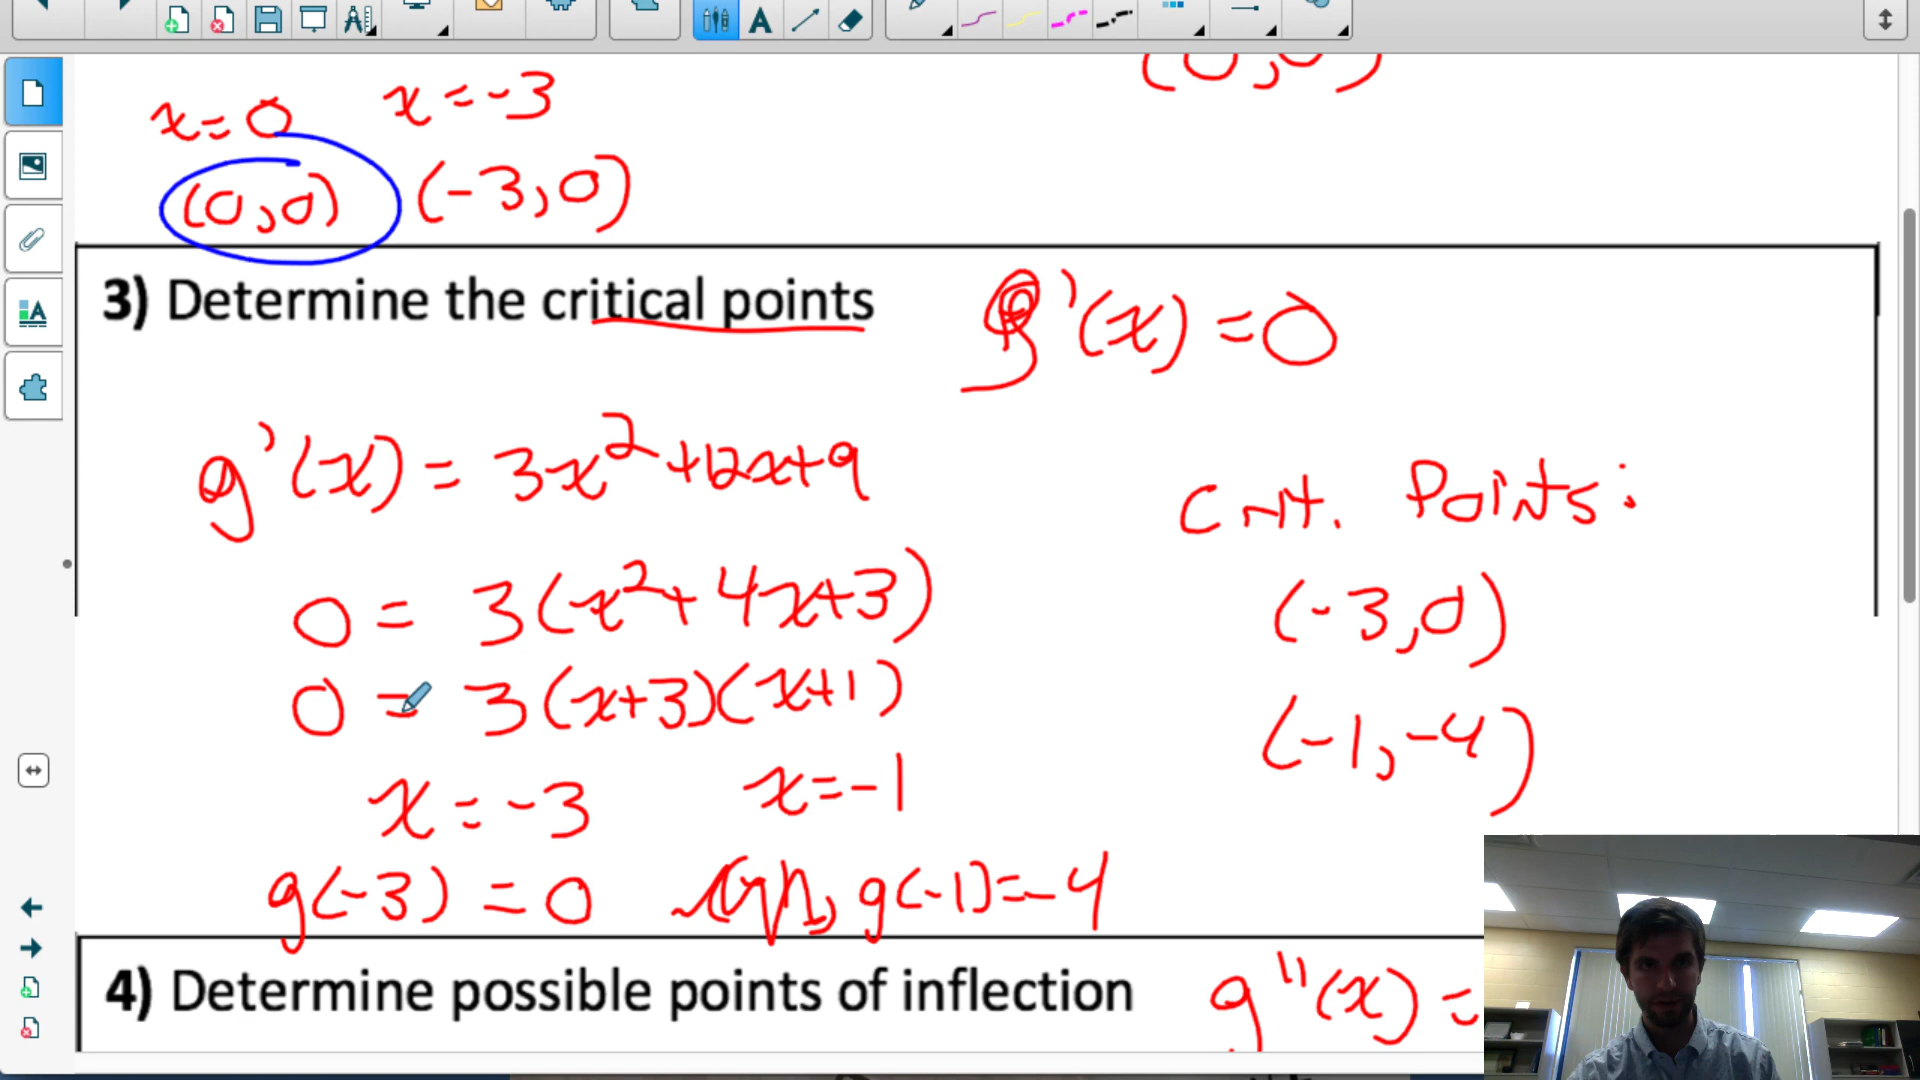 (0,0)
x=0 x=-3
(0,0) (-3,0)
3) Determine the critical points g'(x)=0
g'(x) = 3x²+12x+9
Crit. Points:
0 = 3(x²+4x+3)
(-3,0)
0 = 3(x+3)(x+1)
(-1,-4)
x=-3 x=-1
g(-3)=0 g(-1)=-4
4) Determine possible points of inflection g''(x) =